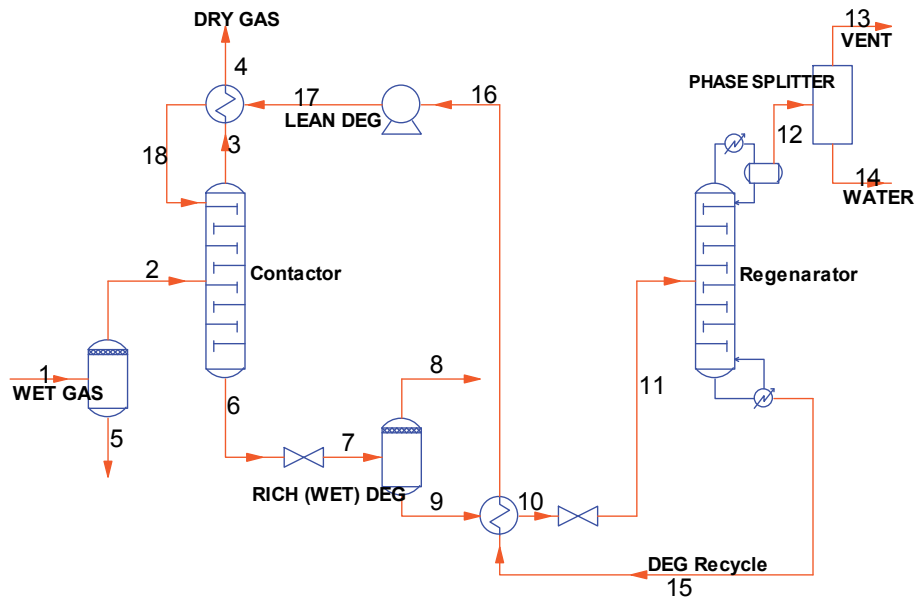 13
DRY GAS
VENT
4
PHASE SPLITTER
17
16
12
LEAN DEG
3
18
14
WATER
2
Contactor
Regenarator
1
WET GAS
8
11
6
5
7
RICH (WET) DEG
9
10
DEG Recycle
15